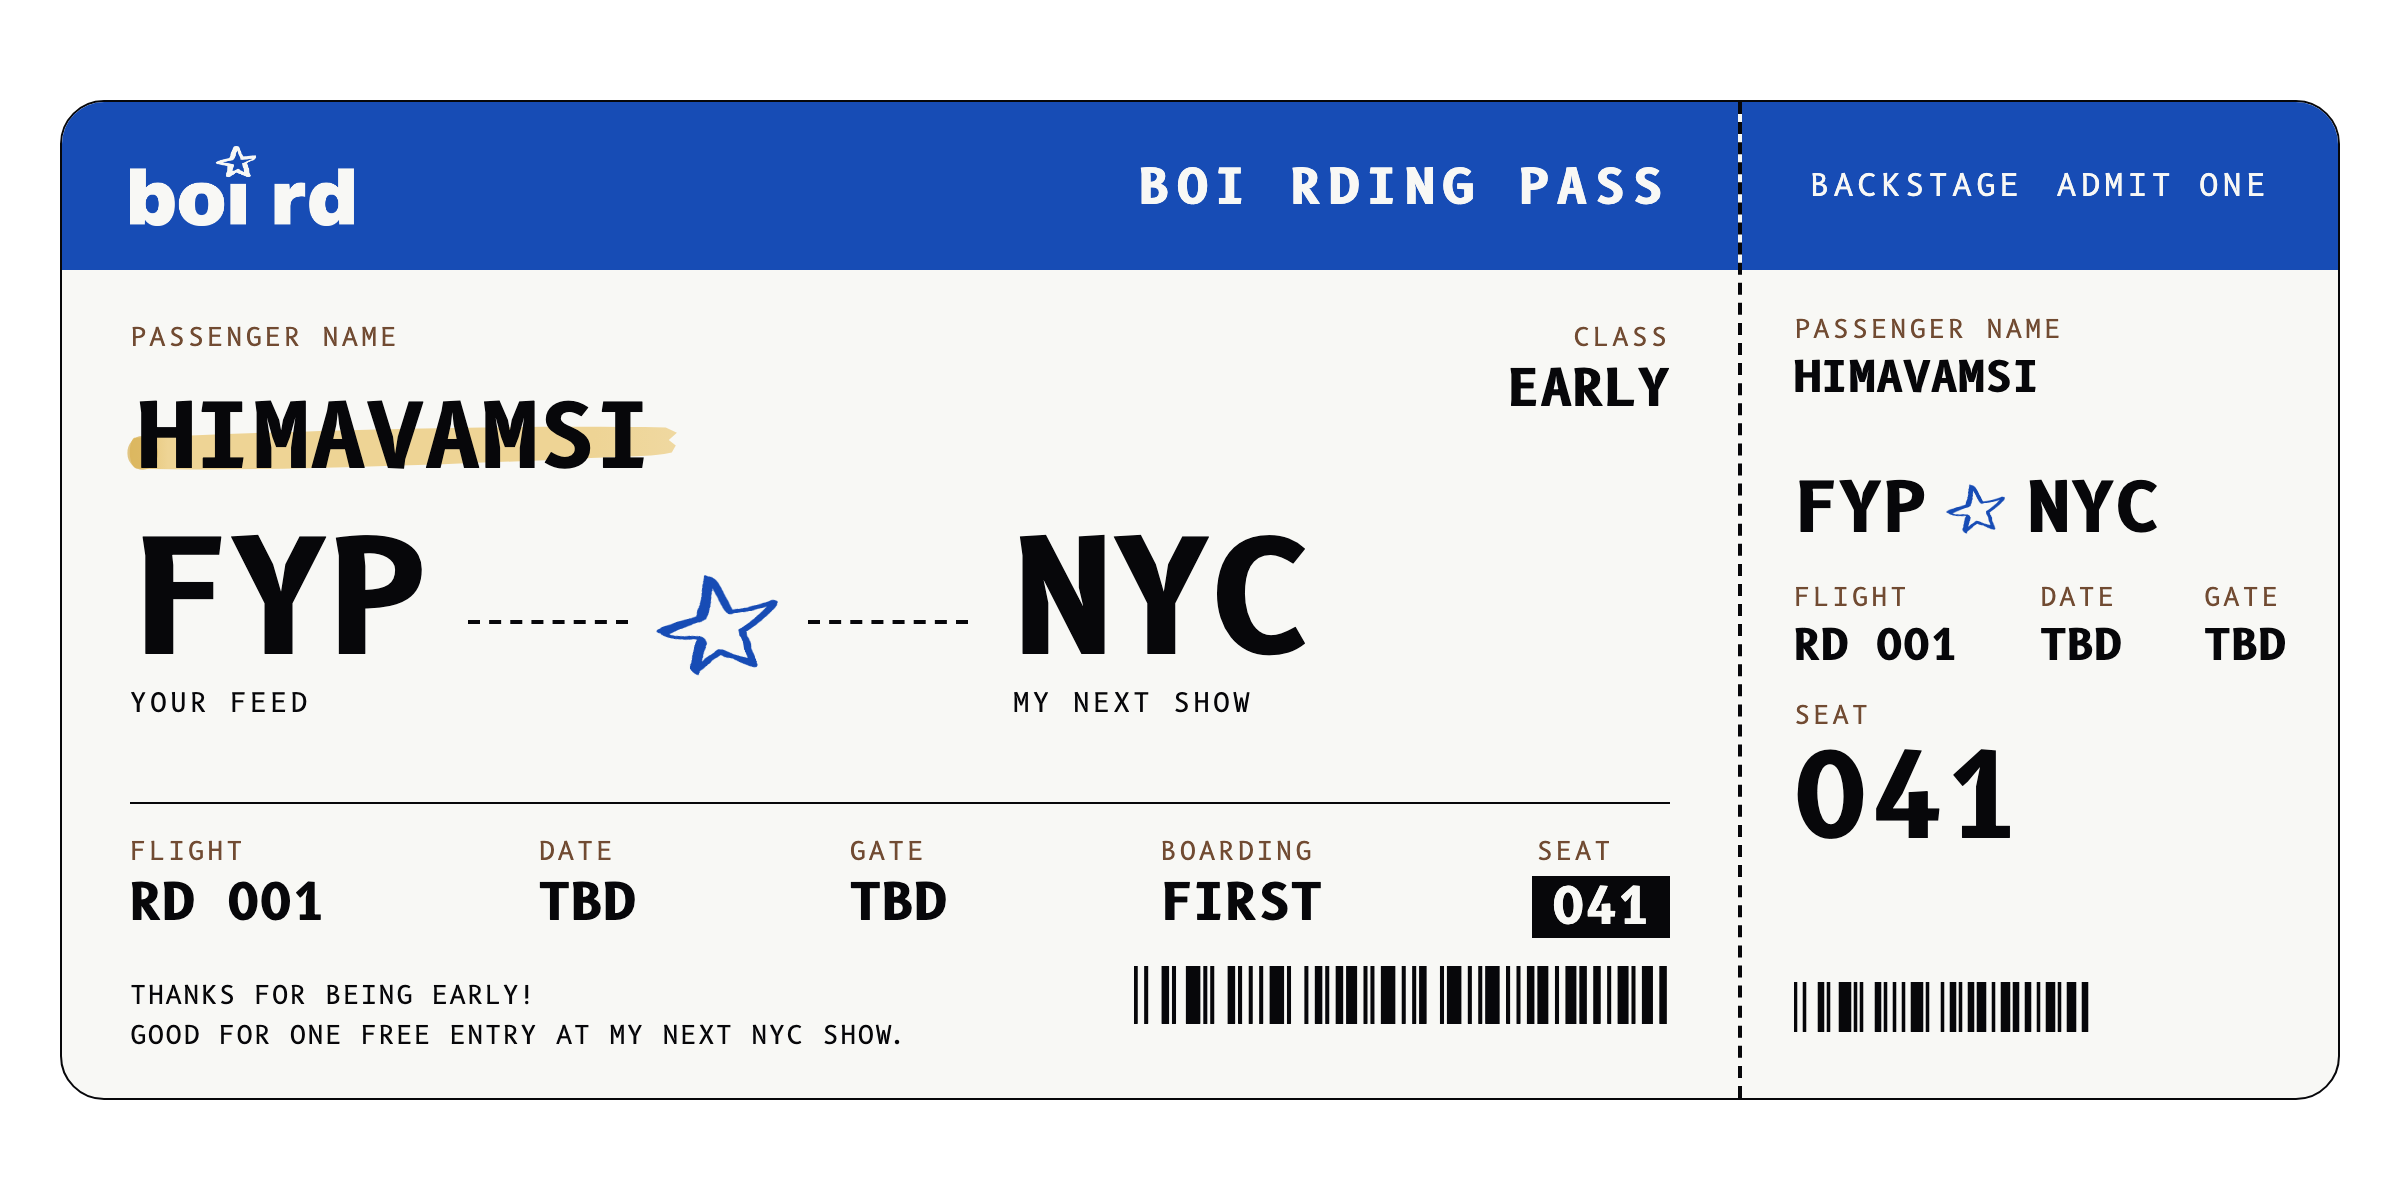 boi rd
BOI RDING PASS
BACKSTAGE ADMIT ONE
PASSENGER NAME
HIMAVAMSI
CLASS
EARLY
FYP
NYC
YOUR FEED
MY NEXT SHOW
FLIGHT DATE GATE BOARDING SEAT
RD 001 TBD TBD FIRST 041
THANKS FOR BEING EARLY!
GOOD FOR ONE FREE ENTRY AT MY NEXT NYC SHOW.
PASSENGER NAME
HIMAVAMSI
FYP NYC
FLIGHT DATE GATE
RD 001 TBD TBD
SEAT
041